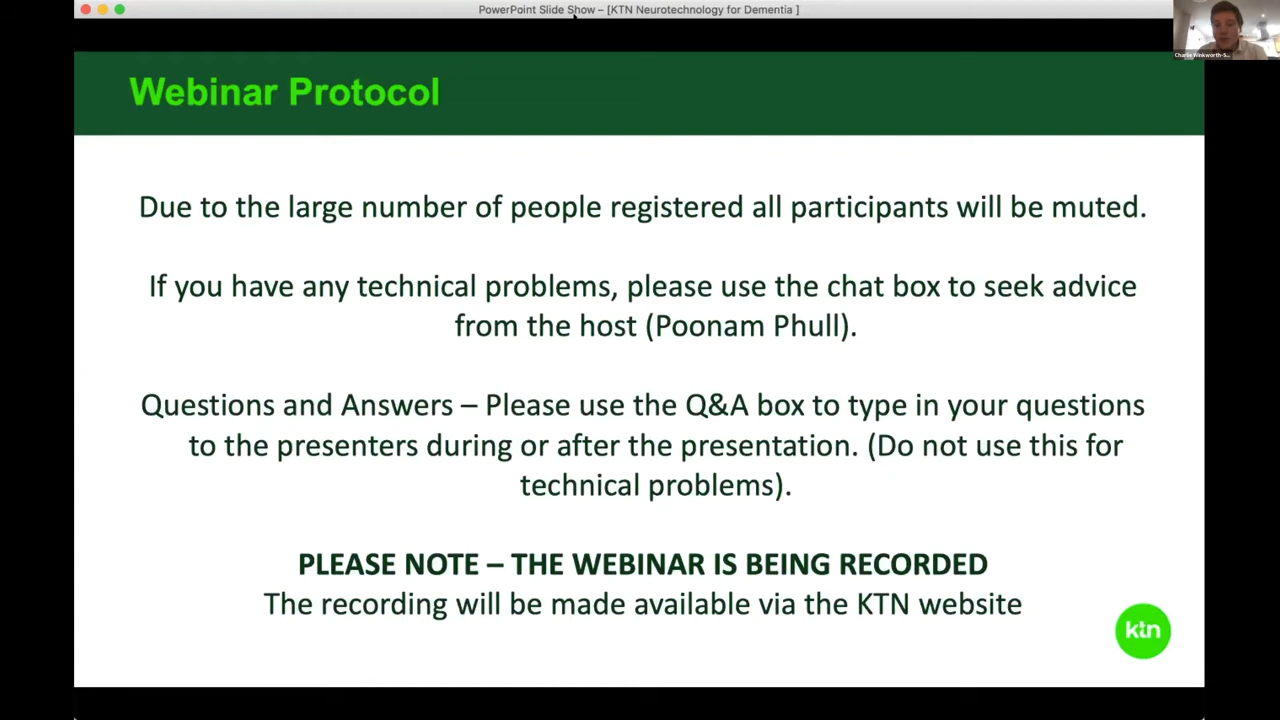 PowerPoint Slide Show – [KTN Neurotechnology for Dementia ]
Charlie Winkworth-S...
Webinar Protocol
Due to the large number of people registered all participants will be muted.
If you have any technical problems, please use the chat box to seek advice
from the host (Poonam Phull).
Questions and Answers – Please use the Q&A box to type in your questions
to the presenters during or after the presentation. (Do not use this for
technical problems).
PLEASE NOTE – THE WEBINAR IS BEING RECORDED
The recording will be made available via the KTN website
ktn